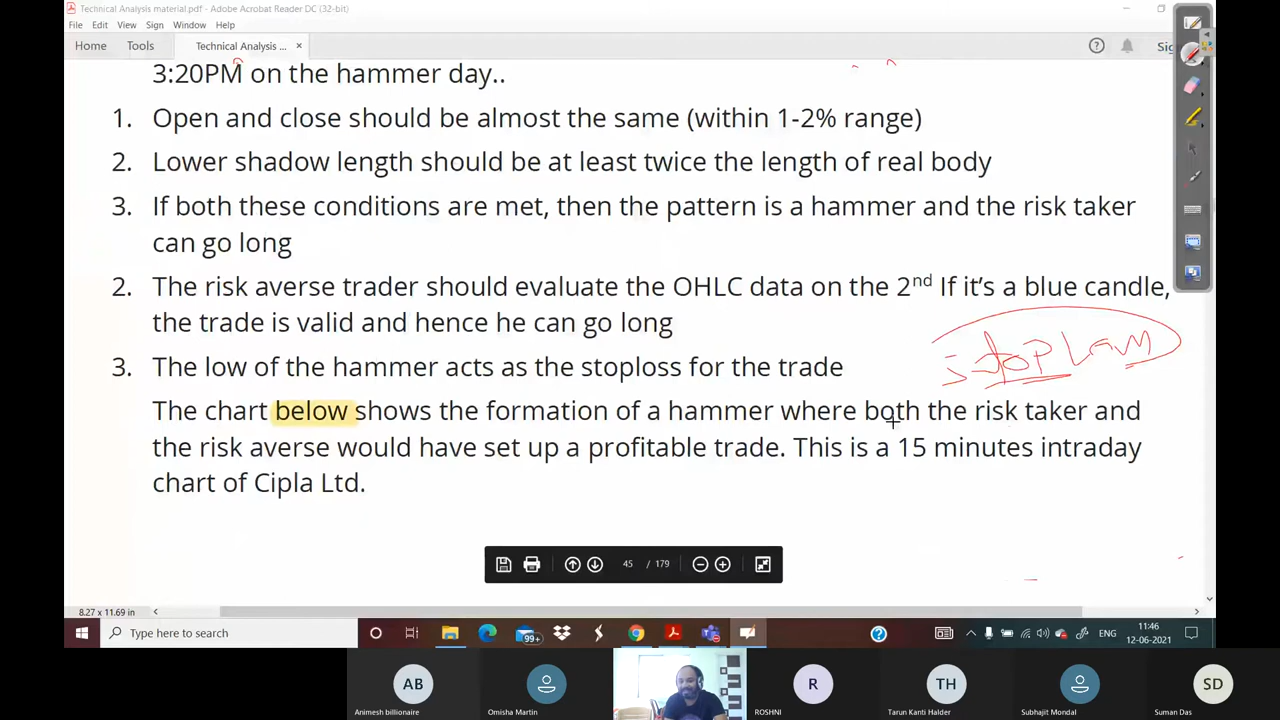 Technical Analysis material.pdf - Adobe Acrobat Reader DC (32-bit)
File Edit View Sign Window Help
Home Tools Technical Analysis ... ×
3:20PM on the hammer day..
1. Open and close should be almost the same (within 1-2% range)
2. Lower shadow length should be at least twice the length of real body
3. If both these conditions are met, then the pattern is a hammer and the risk taker
can go long
2. The risk averse trader should evaluate the OHLC data on the 2nd If it's a blue candle,
the trade is valid and hence he can go long
3. The low of the hammer acts as the stoploss for the trade
The chart below shows the formation of a hammer where both the risk taker and
the risk averse would have set up a profitable trade. This is a 15 minutes intraday
chart of Cipla Ltd.
45 / 179
8.27 x 11.69 in
Type here to search
99+
ENG
11:46
12-06-2021
AB
R
TH
SD
Animesh billionaire
Omisha Martin
ROSHNI
Tarun Kanti Halder
Subhajit Mondal
Suman Das